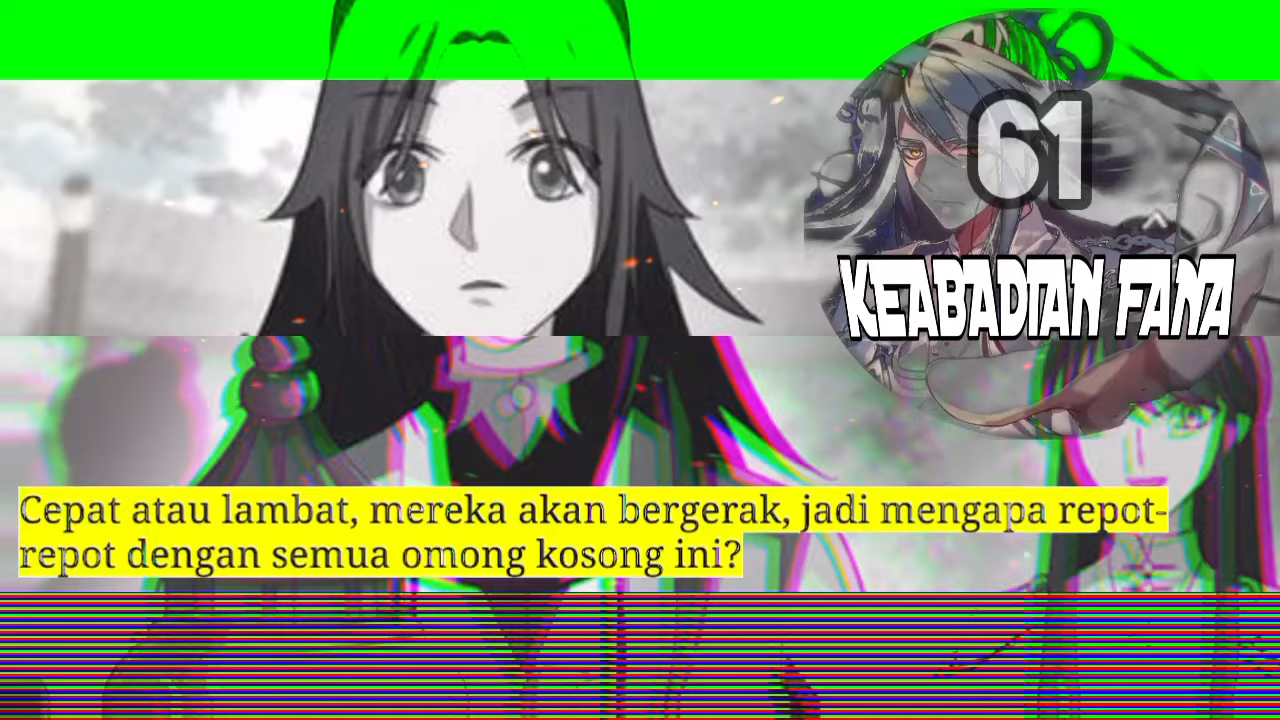 61
KEABADIAN FANA
Cepat atau lambat, mereka akan bergerak, jadi mengapa repot-
repot dengan semua omong kosong ini?